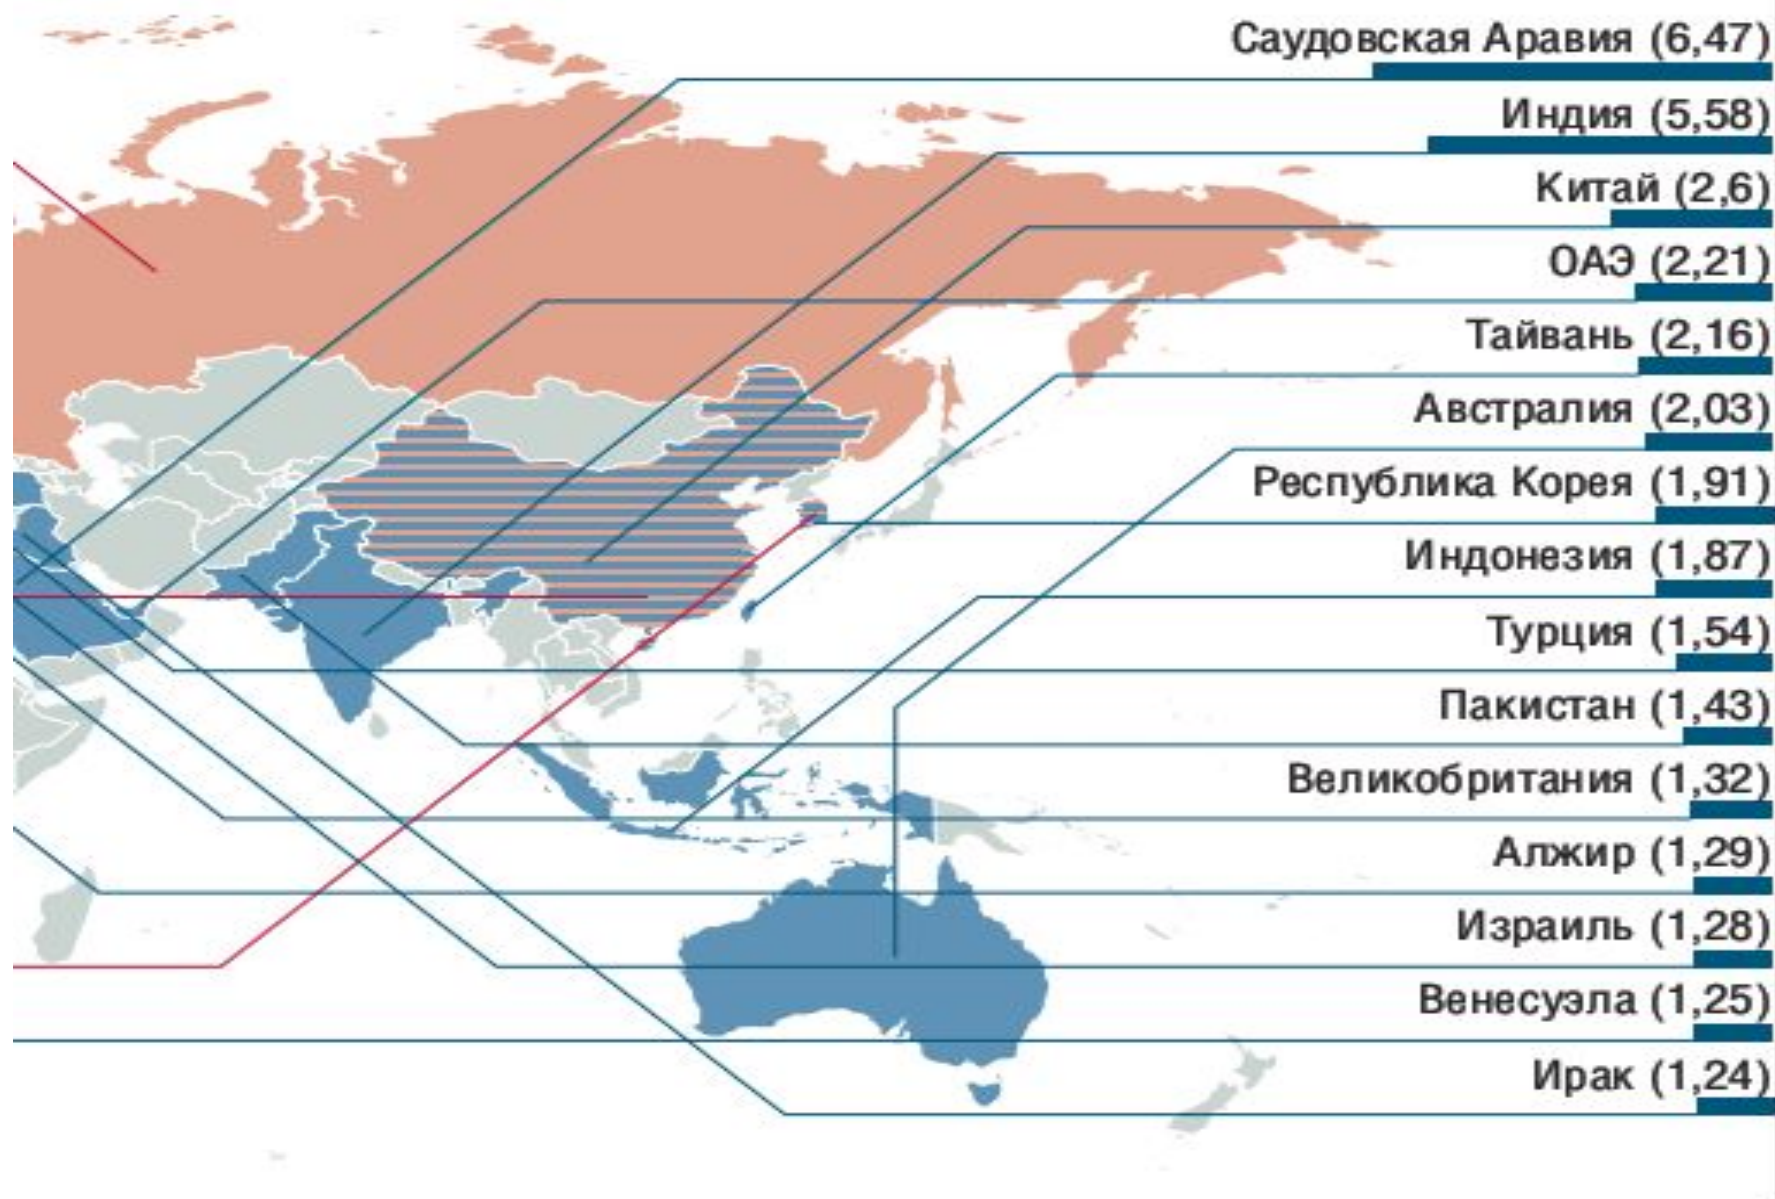 Саудовская Аравия (6,47)
Индия (5,58)
Китай (2,6)
ОАЭ (2,21)
Тайвань (2,16)
Австралия (2,03)
Республика Корея (1,91)
Индонезия (1,87)
Турция (1,54)
Пакистан (1,43)
Великобритания (1,32)
Алжир (1,29)
Израиль (1,28)
Венесуэла (1,25)
Ирак (1,24)